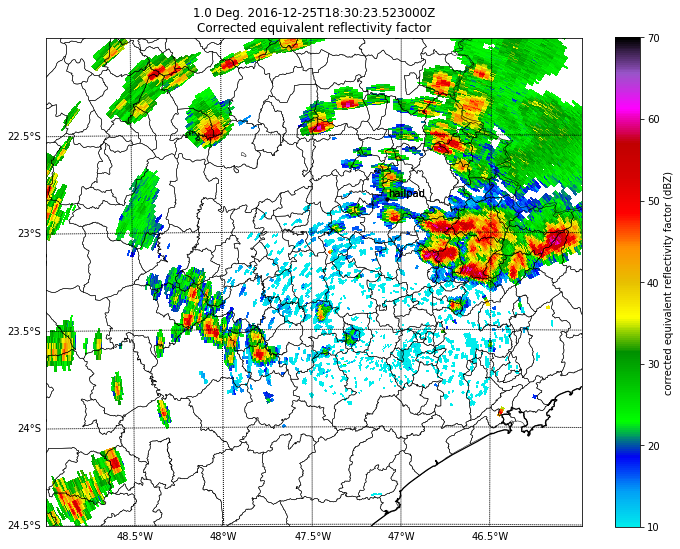 1.0 Deg. 2016-12-25T18:30:23.523000Z
Corrected equivalent reflectivity factor
22.5°S
23°S
23.5°S
24°S
24.5°S
48.5°W
48°W
47.5°W
47°W
46.5°W
hailpad
70
60
50
40
30
20
10
corrected equivalent reflectivity factor (dBZ)